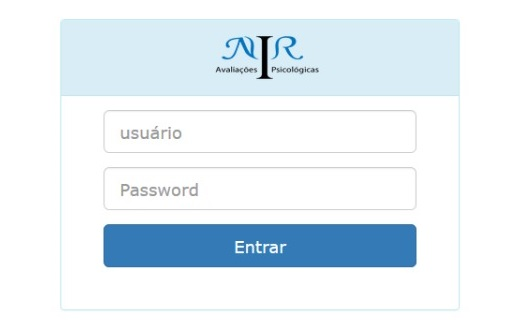 NIR
Avaliações Psicológicas
usuário
Password
Entrar